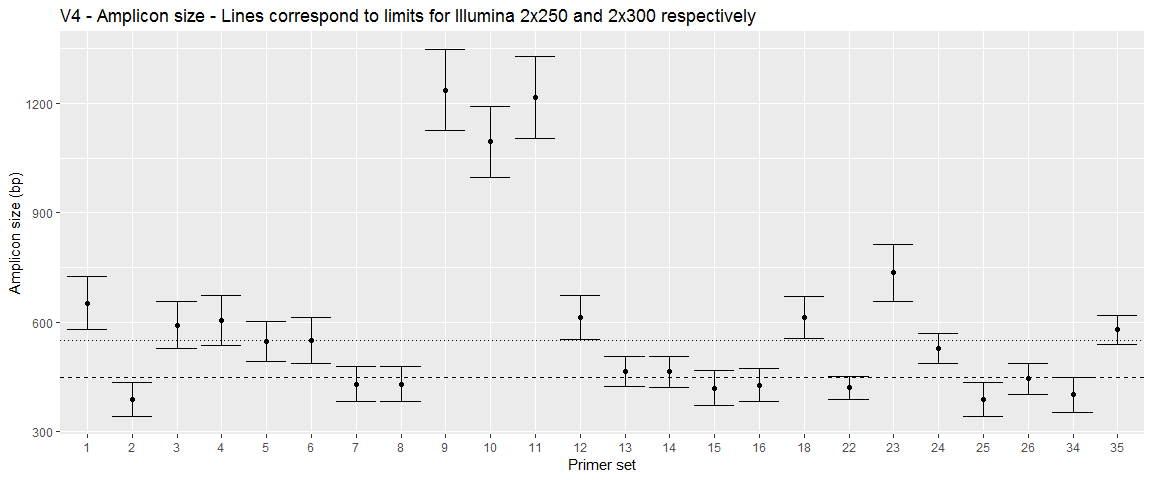 V4 - Amplicon size - Lines correspond to limits for Illumina 2x250 and 2x300 respectively
Amplicon size (bp)
1200
900
600
300
1 2 3 4 5 6 7 8 9 10 11 12 13 14 15 16 18 22 23 24 25 26 34 35
Primer set